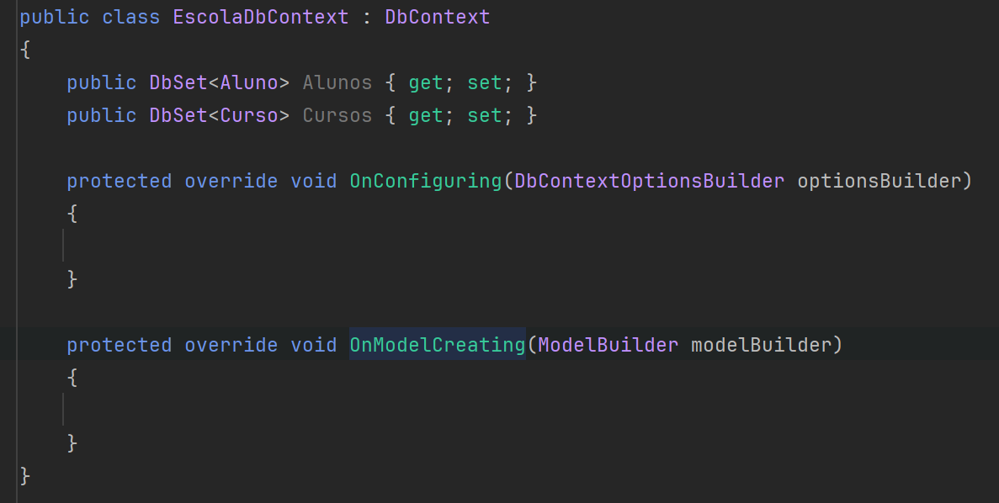 public class EscolaDbContext : DbContext
{
    public DbSet<Aluno> Alunos { get; set; }
    public DbSet<Curso> Cursos { get; set; }

    protected override void OnConfiguring(DbContextOptionsBuilder optionsBuilder)
    {

    }

    protected override void OnModelCreating(ModelBuilder modelBuilder)
    {

    }
}